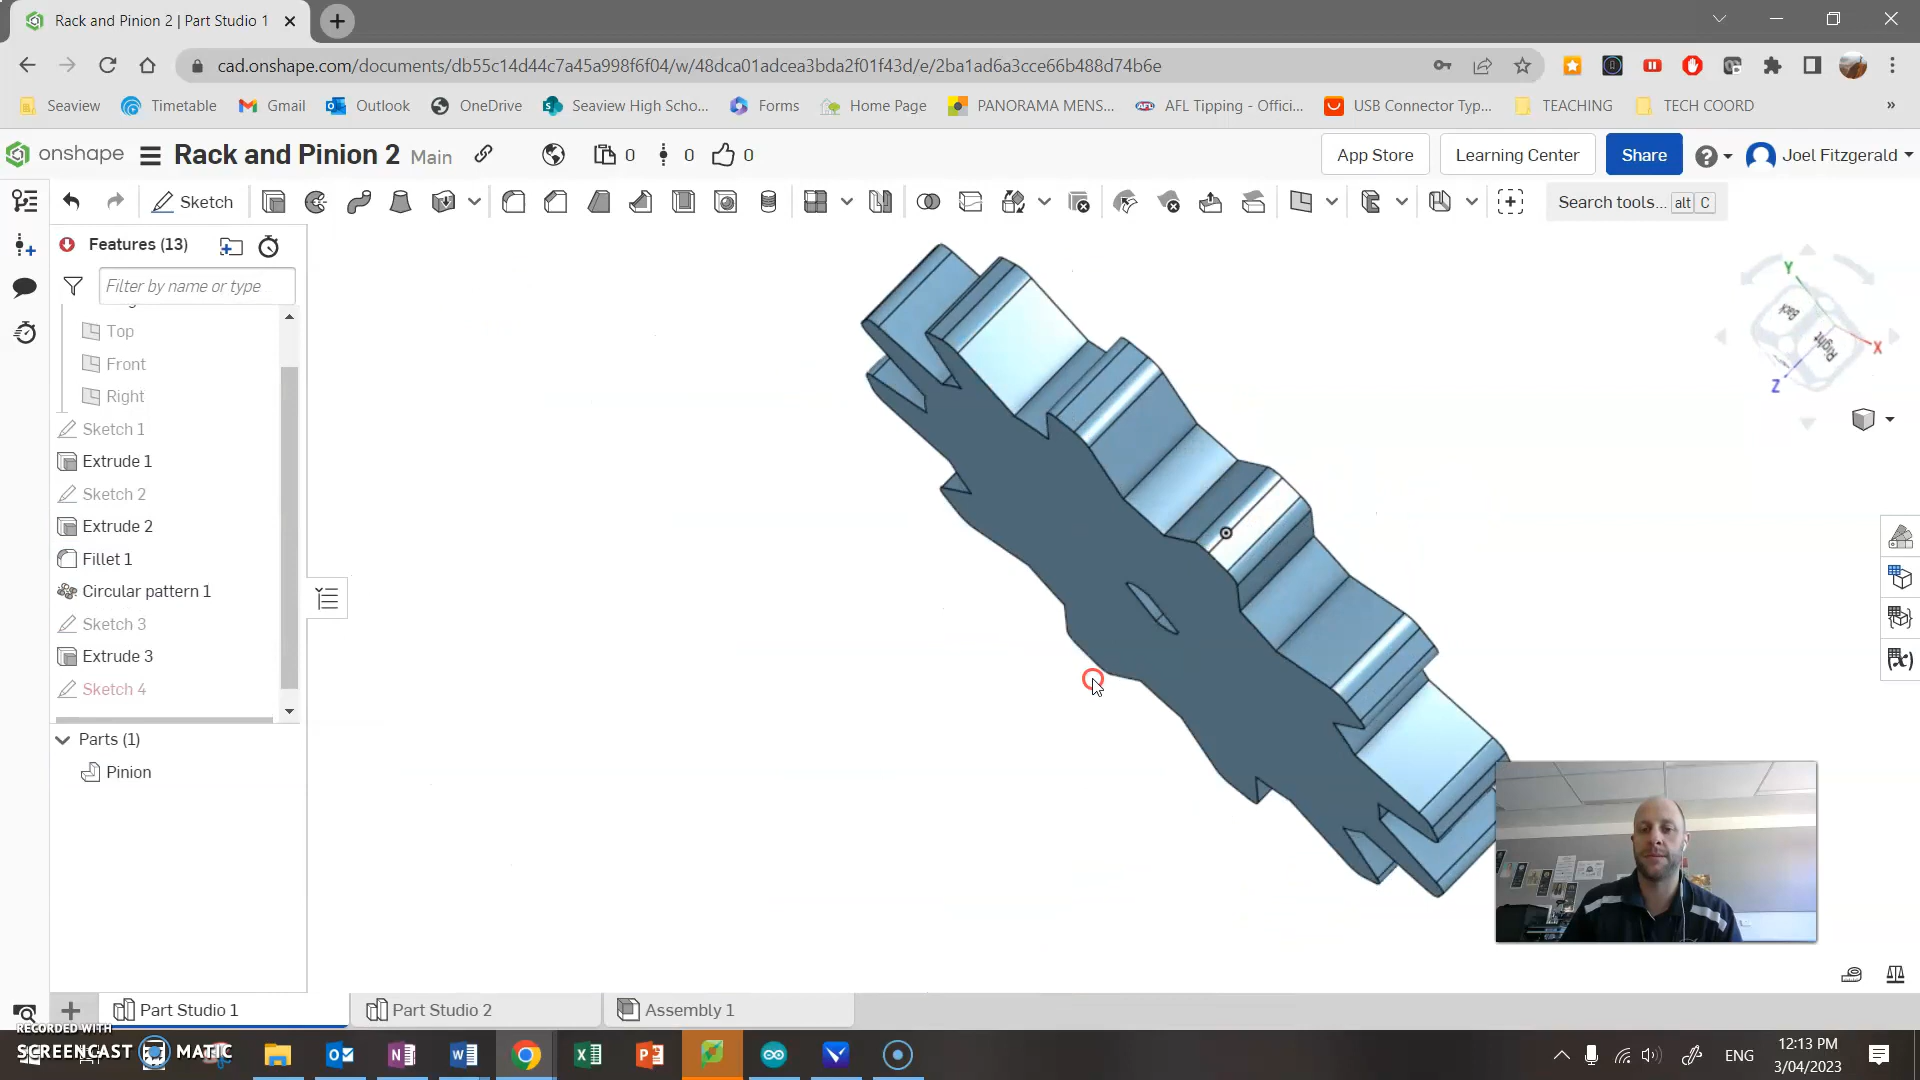 Rack and Pinion 2 | Part Studio 1
cad.onshape.com/documents/db55c14d44c7a45a998f6f04/w/48dca01adcea3bda2f01f43d/e/2ba1ad6a3cce66b488d74b6e
Seaview Timetable Gmail Outlook OneDrive Seaview High Scho... Forms Home Page PANORAMA MENS... AFL Tipping - Offici... USB Connector Typ... TEACHING TECH COORD »
onshape Rack and Pinion 2 Main 0 0 0 App Store Learning Center Share Joel Fitzgerald
Sketch Search tools... alt C
Features (13)
Filter by name or type
Top
Front
Right
Sketch 1
Extrude 1
Sketch 2
Extrude 2
Fillet 1
Circular pattern 1
Sketch 3
Extrude 3
Sketch 4
Parts (1)
Pinion
Y
Back
Right
X
Z
Part Studio 1 Part Studio 2 Assembly 1
RECORDED WITH
SCREENCAST MATIC
ENG
12:13 PM
3/04/2023